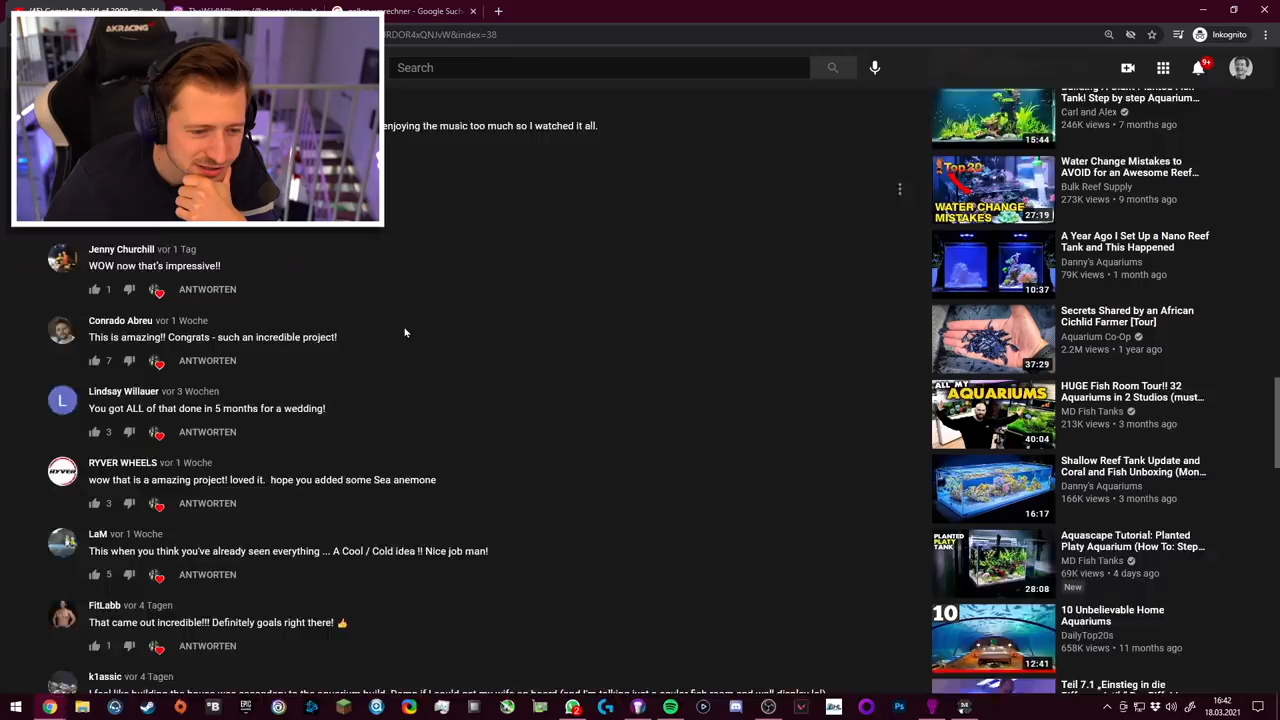 TheWildWillauers
Google Suc
JRDOR4xQNJvW&index=38
Inkognito
AKRACING
Search
9+
enjoying the music too much so I watched it all.
Jenny Churchill vor 1 Tag
WOW now that's impressive!!
1 ANTWORTEN
Conrado Abreu vor 1 Woche
This is amazing!! Congrats - such an incredible project!
7 ANTWORTEN
L
Lindsay Willauer vor 3 Wochen
You got ALL of that done in 5 months for a wedding!
3 ANTWORTEN
RYVER
RYVER WHEELS vor 1 Woche
wow that is a amazing project! loved it. hope you added some Sea anemone
3 ANTWORTEN
LaM vor 1 Woche
This when you think you've already seen everything ... A Cool / Cold idea !! Nice job man!
5 ANTWORTEN
FitLabb vor 4 Tagen
That came out incredible!!! Definitely goals right there! 👍
1 ANTWORTEN
k1assic vor 4 Tagen
Tank! Step by step Aquarium...
Carl and Alex
246K views • 7 months ago
15:44
Top 20
WATER CHANGE
MISTAKES
27:19
Water Change Mistakes to
AVOID for an Awesome Reef...
Bulk Reef Supply
273K views • 9 months ago
10:37
A Year Ago I Set Up a Nano Reef
Tank and This Happened
Danny's Aquariums
79K views • 1 month ago
37:29
Secrets Shared by an African
Cichlid Farmer [Tour]
Aquarium Co-Op
2.2M views • 1 year ago
ALL MY
AQUARIUMS
40:04
HUGE Fish Room Tour!! 32
Aquariums in 2 Studios (must...
MD Fish Tanks
213K views • 3 months ago
16:17
Shallow Reef Tank Update and
Coral and Fish Unboxing (Mon...
Danny's Aquariums
166K views • 3 months ago
PLANTED
PLATY
TANK
28:08
Aquascape Tutorial: Planted
Platy Aquarium (How To: Step...
MD Fish Tanks
69K views • 4 days ago
New
10
12:41
10 Unbelievable Home
Aquariums
DailyTop20s
658K views • 11 months ago
Teil 7.1 „Einstieg in die
16:42
18.03.2021